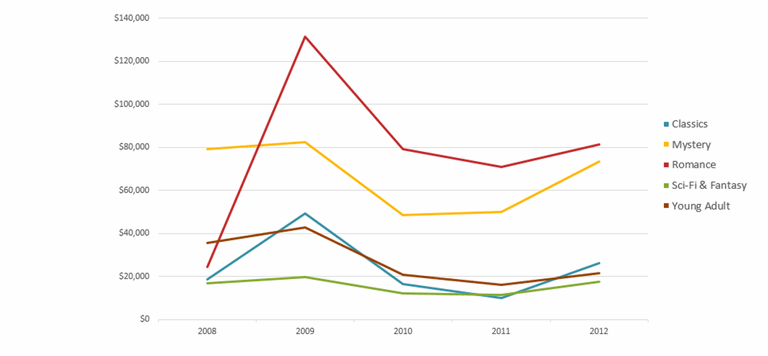 $140,000
$120,000
$100,000
$80,000
$60,000
$40,000
$20,000
$0
2008 2009 2010 2011 2012
Classics
Mystery
Romance
Sci-Fi & Fantasy
Young Adult